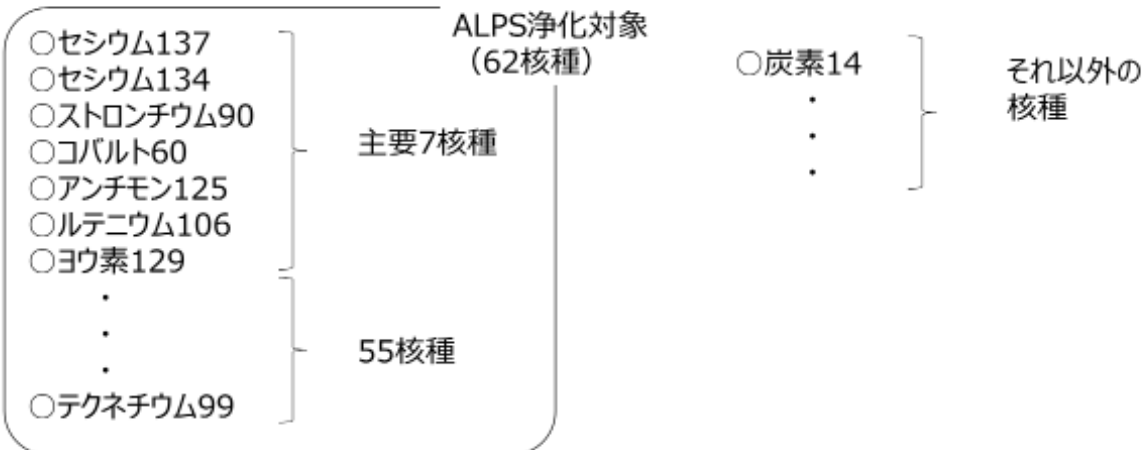 ALPS浄化対象
（62核種）
○セシウム137
○セシウム134
○ストロンチウム90
○コバルト60
○アンチモン125
○ルテニウム106
○ヨウ素129
・
・
・
○テクネチウム99
主要7核種
55核種
○炭素14
・
・
・
それ以外の
核種